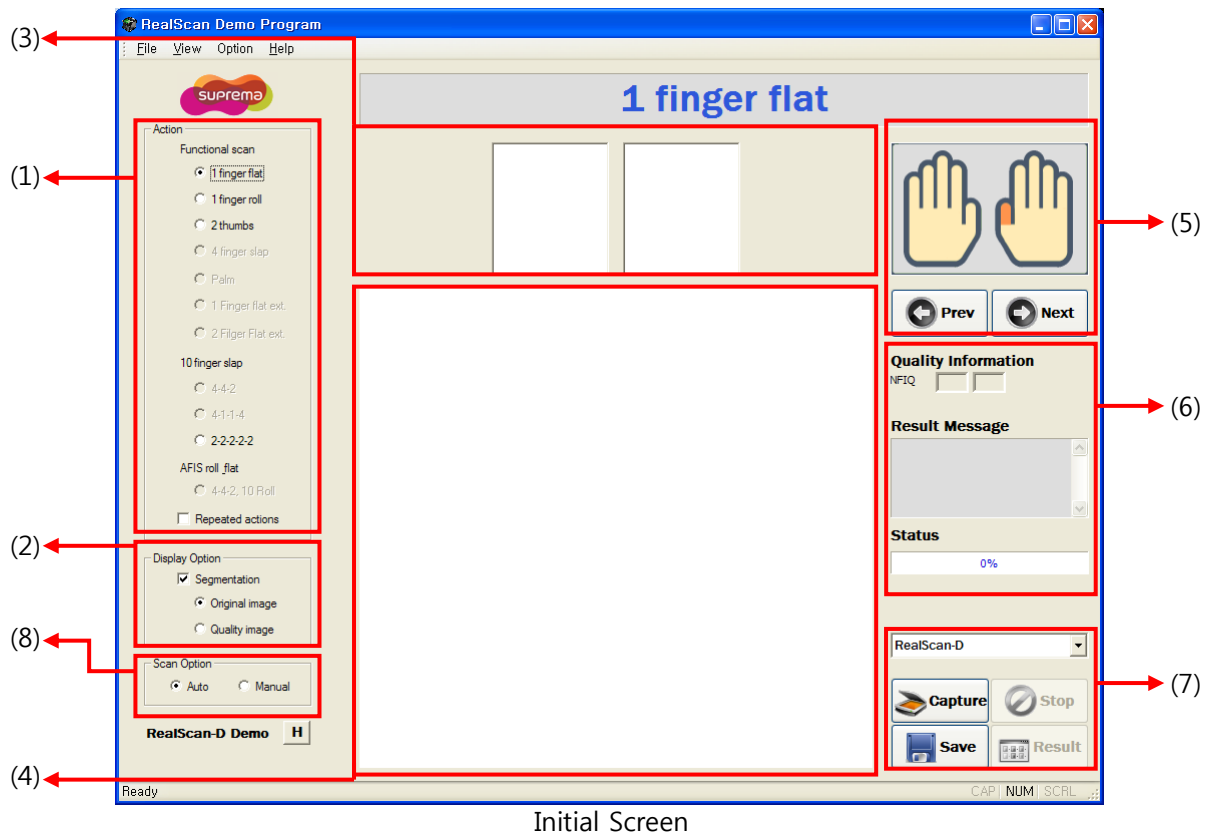 RealScan Demo Program
File View Option Help
(3)
suprema
1 finger flat
(1)
Action
Functional scan
1 finger flat
1 finger roll
2 thumbs
4 finger slap
Palm
1 Finger flat ext.
2 Filger Flat ext.
10 finger slap
4-4-2
4-1-1-4
2-2-2-2-2
AFIS roll_flat
4-4-2, 10 Roll
Repeated actions
(2)
Display Option
Segmentation
Original image
Quality image
(8)
Scan Option
Auto Manual
RealScan-D Demo H
(4)
(5)
Prev Next
Quality Information
NFIQ
(6)
Result Message
Status
0%
RealScan-D
(7)
Capture Stop
Save Result
Ready CAP NUM SCRL
Initial Screen